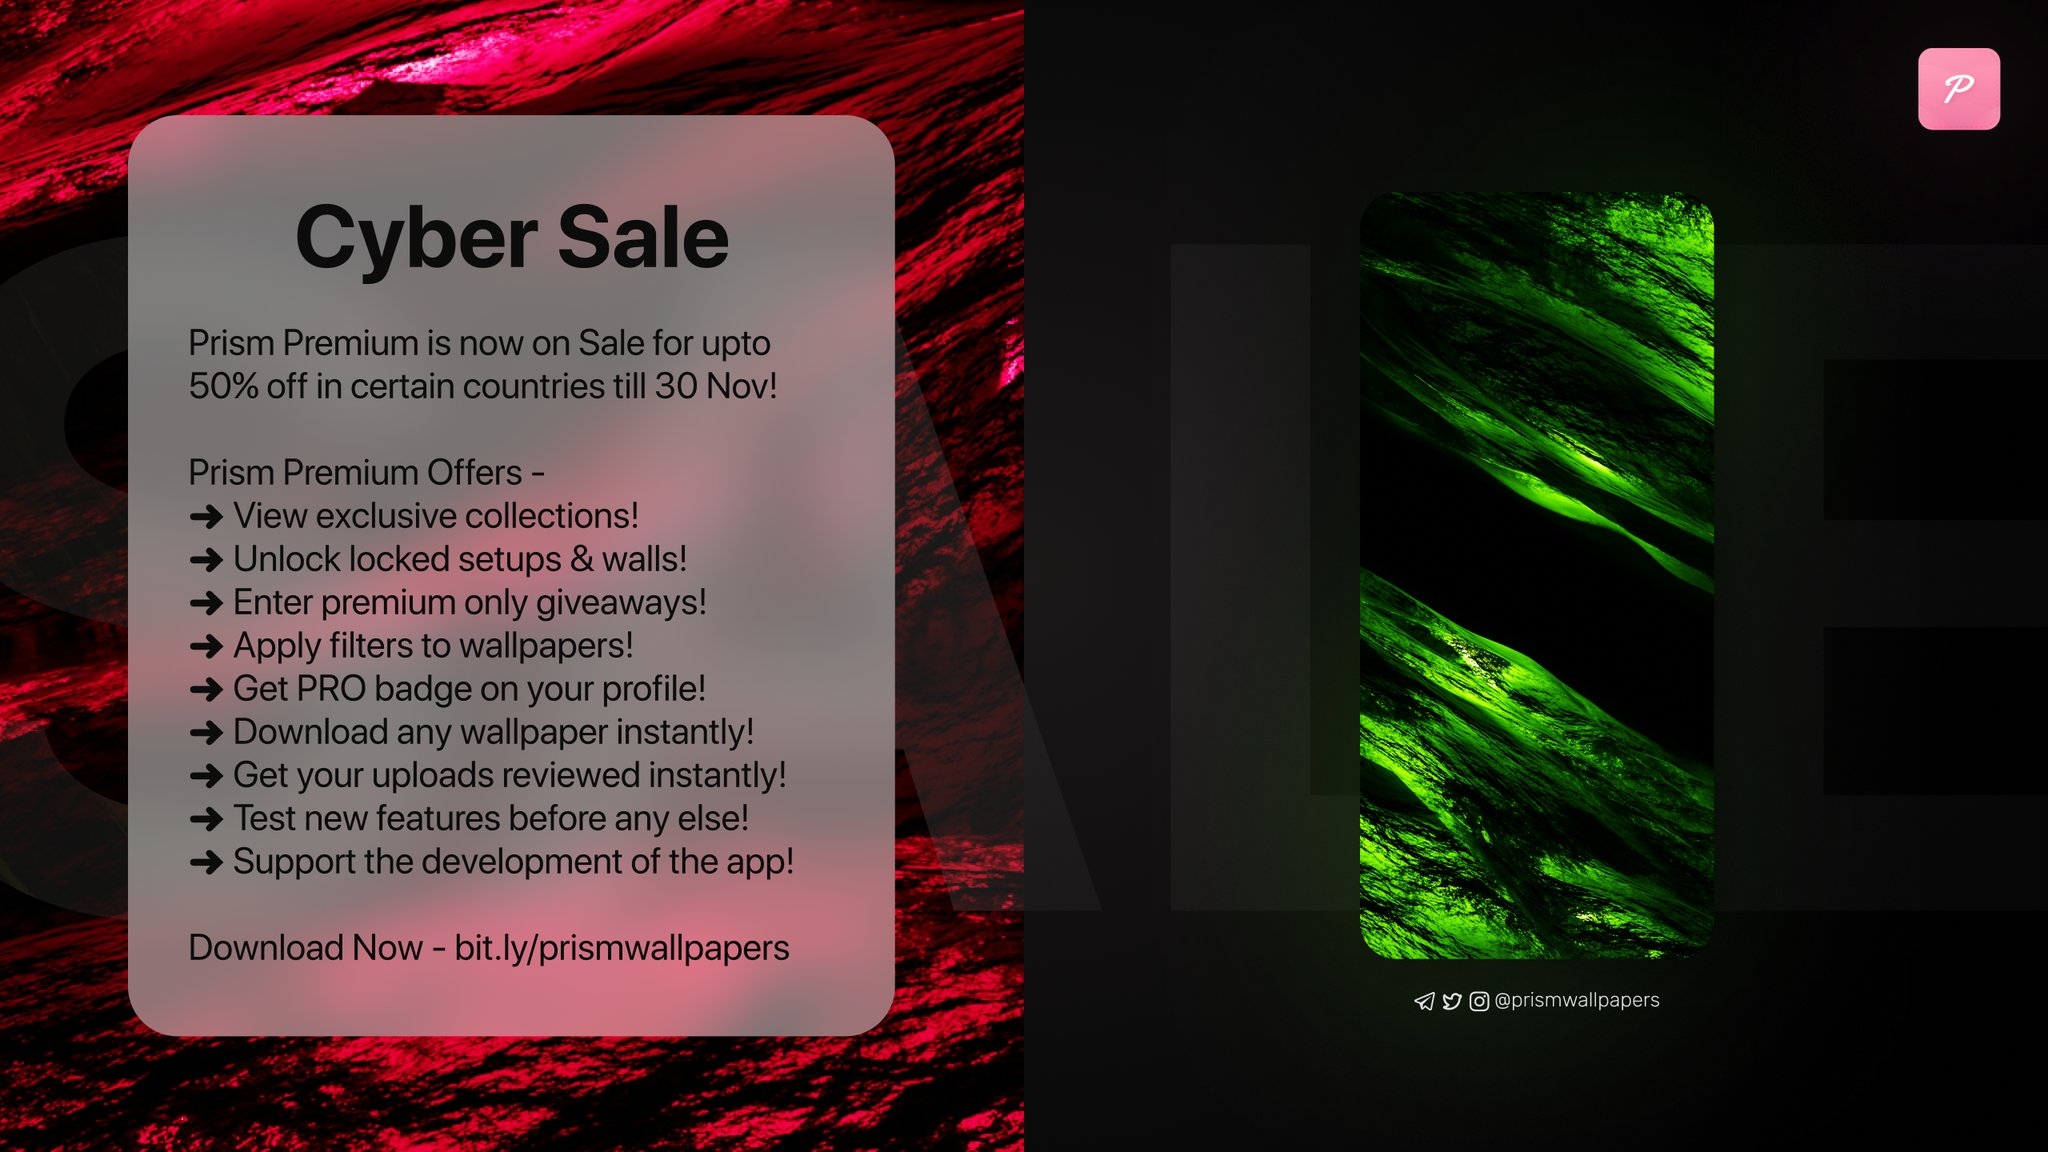 SALE
P
Cyber Sale
Prism Premium is now on Sale for upto
50% off in certain countries till 30 Nov!
Prism Premium Offers -
➔ View exclusive collections!
➔ Unlock locked setups & walls!
➔ Enter premium only giveaways!
➔ Apply filters to wallpapers!
➔ Get PRO badge on your profile!
➔ Download any wallpaper instantly!
➔ Get your uploads reviewed instantly!
➔ Test new features before any else!
➔ Support the development of the app!
Download Now - bit.ly/prismwallpapers
@prismwallpapers